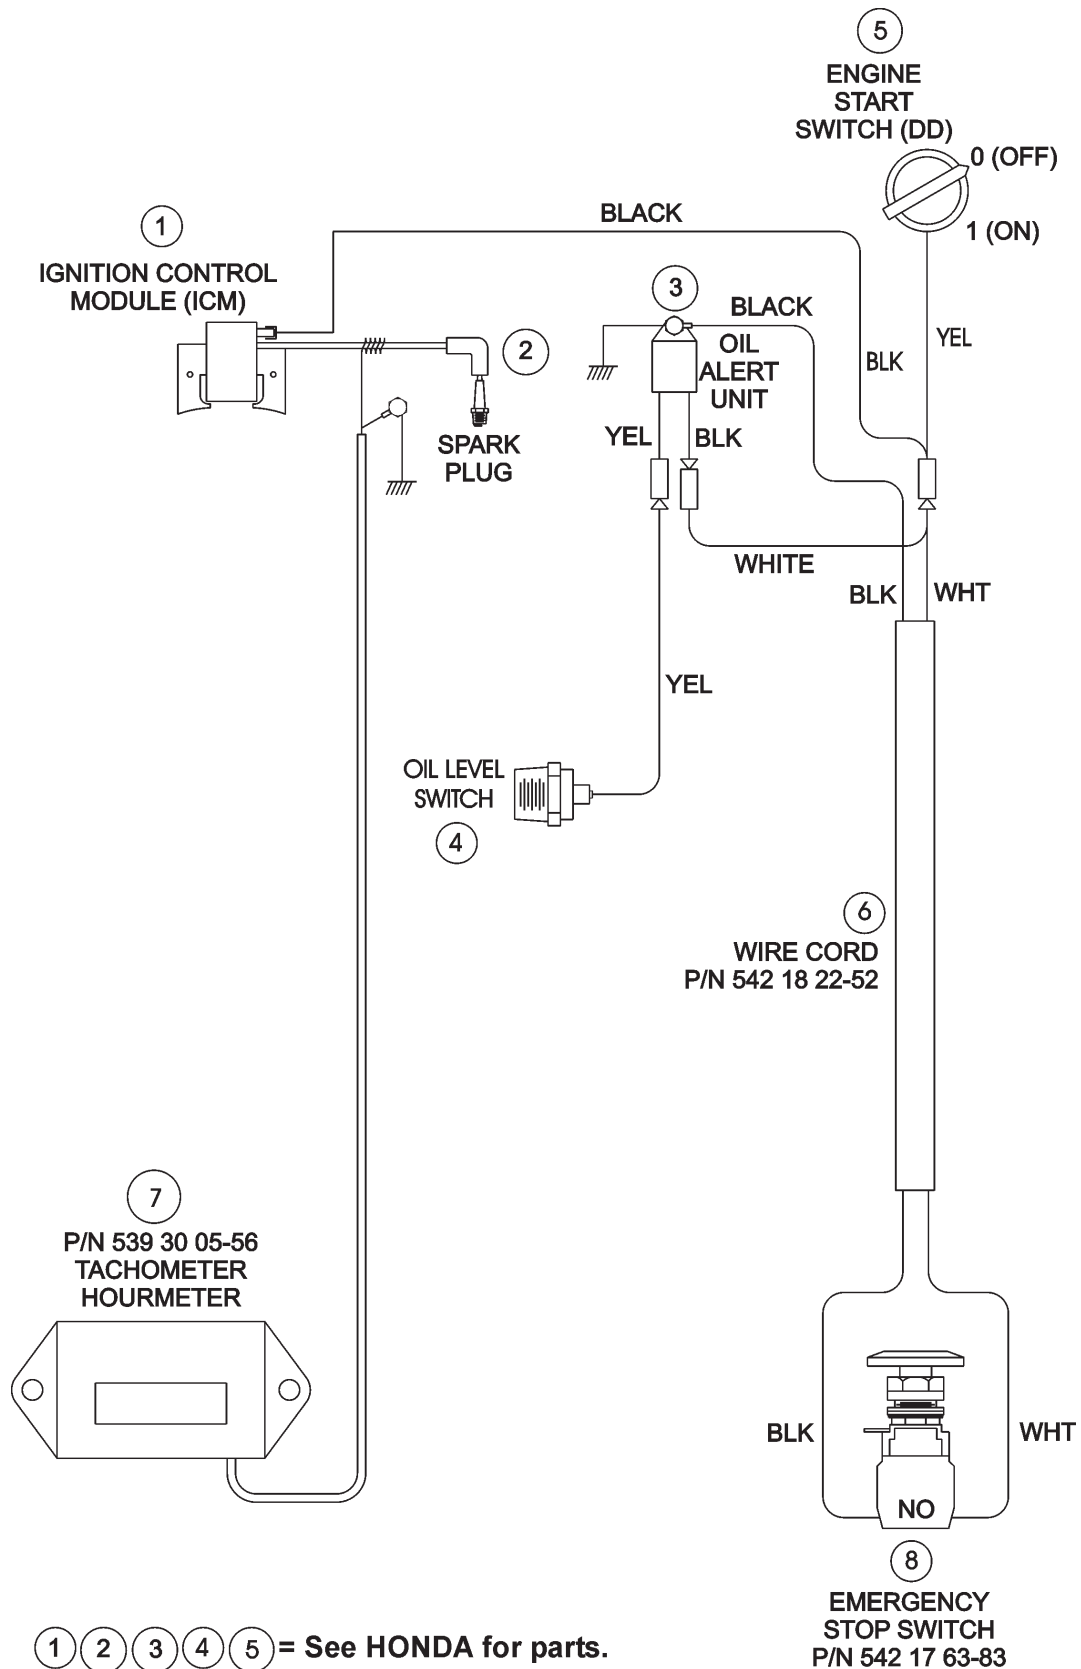 5
ENGINE
START
SWITCH (DD)
0 (OFF)
1 (ON)
1
IGNITION CONTROL
MODULE (ICM)
BLACK
3
BLACK
OIL
ALERT
UNIT
2
SPARK
PLUG
YEL
BLK
BLK
YEL
WHITE
BLK
WHT
YEL
OIL LEVEL
SWITCH
4
6
WIRE CORD
P/N 542 18 22-52
7
P/N 539 30 05-56
TACHOMETER
HOURMETER
BLK
WHT
NO
8
EMERGENCY
STOP SWITCH
P/N 542 17 63-83
1 2 3 4 5 = See HONDA for parts.